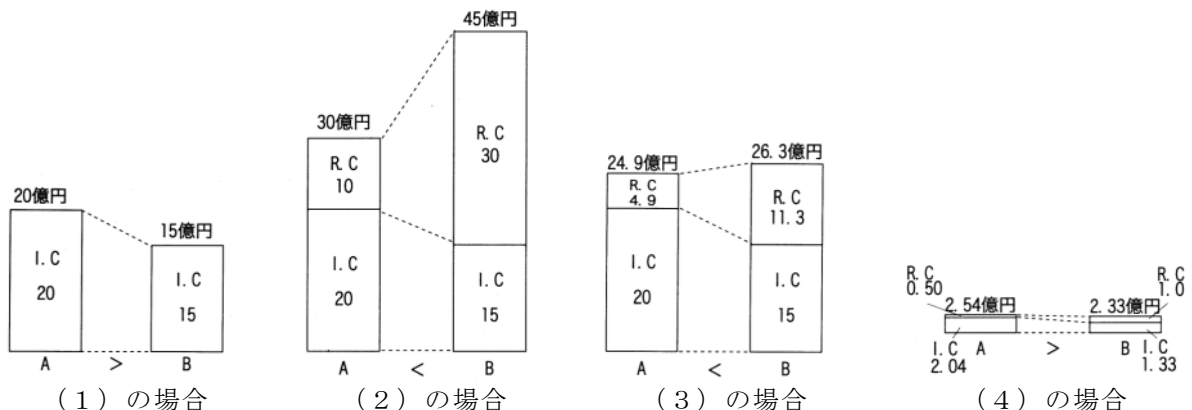 20億円
I. C
20
15億円
I. C
15
A > B
(1)の場合
30億円
R. C
10
I. C
20
45億円
R. C
30
I. C
15
A < B
(2)の場合
24.9億円
R. C
4.9
I. C
20
26.3億円
R. C
11.3
I. C
15
A < B
(3)の場合
R. C
0.50
2.54億円
I. C
2.04
A > B
2.33億円
R. C
1.0
I. C
1.33
(4)の場合